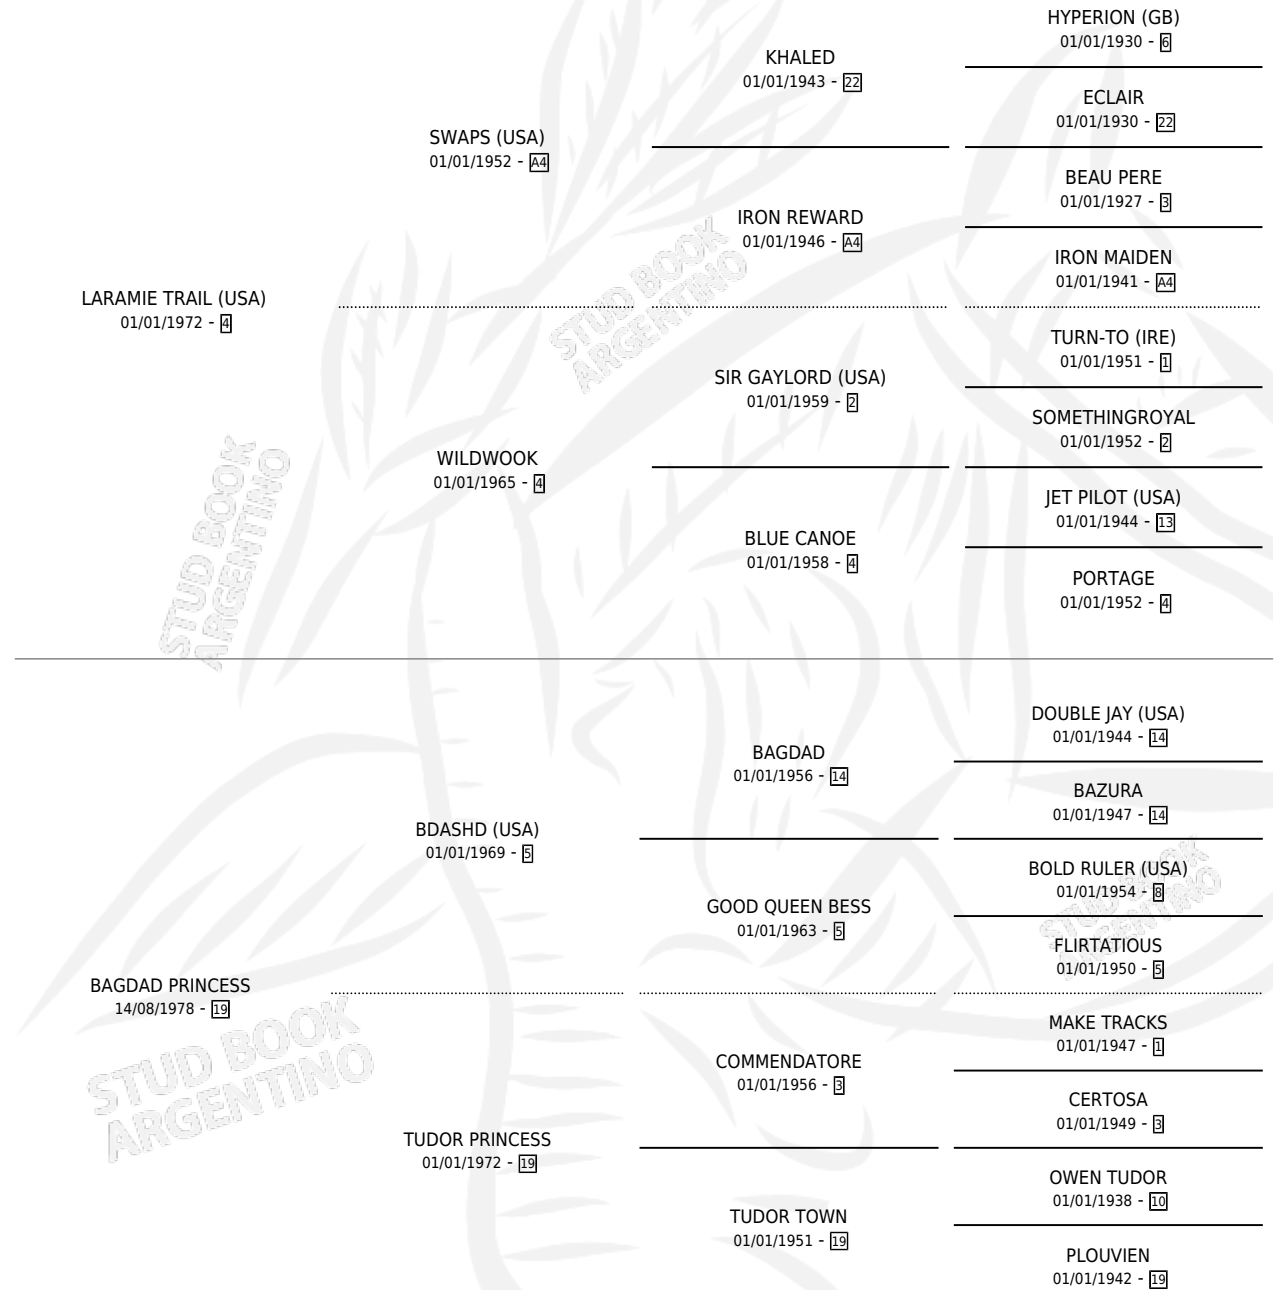 HYPERION (GB)
01/01/1930 - 6
KHALED
01/01/1943 - 22
ECLAIR
01/01/1930 - 22
SWAPS (USA)
01/01/1952 - A4
BEAU PERE
01/01/1927 - 3
IRON REWARD
01/01/1946 - A4
IRON MAIDEN
01/01/1941 - A4
LARAMIE TRAIL (USA)
01/01/1972 - 4
TURN-TO (IRE)
01/01/1951 - 1
SIR GAYLORD (USA)
01/01/1959 - 2
SOMETHINGROYAL
01/01/1952 - 2
WILDWOOK
01/01/1965 - 4
JET PILOT (USA)
01/01/1944 - 13
BLUE CANOE
01/01/1958 - 4
PORTAGE
01/01/1952 - 4
DOUBLE JAY (USA)
01/01/1944 - 14
BAGDAD
01/01/1956 - 14
BAZURA
01/01/1947 - 14
BDASHD (USA)
01/01/1969 - 5
BOLD RULER (USA)
01/01/1954 - 8
GOOD QUEEN BESS
01/01/1963 - 5
FLIRTATIOUS
01/01/1950 - 5
BAGDAD PRINCESS
14/08/1978 - 19
MAKE TRACKS
01/01/1947 - 1
COMMENDATORE
01/01/1956 - 3
CERTOSA
01/01/1949 - 3
TUDOR PRINCESS
01/01/1972 - 19
OWEN TUDOR
01/01/1938 - 10
TUDOR TOWN
01/01/1951 - 19
PLOUVIEN
01/01/1942 - 19
STUD BOOK
ARGENTINO
STUD BOOK
ARGENTINO
STUD BOOK
ARGENTINO
STUD BOOK
ARGENTINO